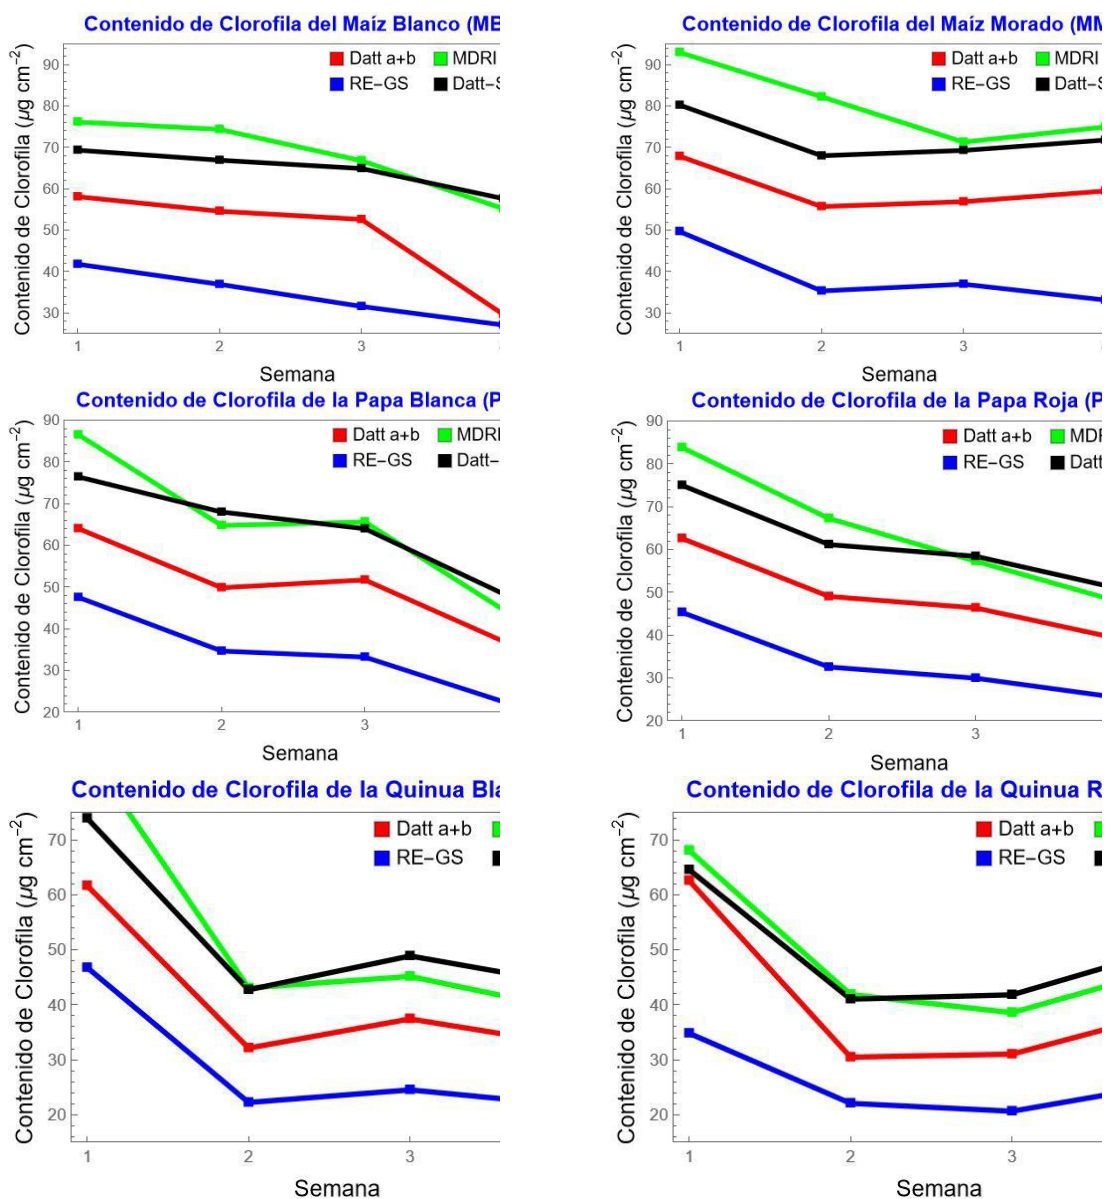 Contenido de Clorofila del Maíz Blanco (MB
Contenido de Clorofila (µg cm−2)
90
80
70
60
50
40
30
Datt a+b
MDRI
RE−GS
Datt−S
1
2
3
Semana
Contenido de Clorofila del Maíz Morado (MM
Contenido de Clorofila (µg cm−2)
90
80
70
60
50
40
30
Datt a+b
MDRI
RE−GS
Datt−S
1
2
3
Semana
Contenido de Clorofila de la Papa Blanca (P
Contenido de Clorofila (µg cm−2)
90
80
70
60
50
40
30
20
Datt a+b
MDRI
RE−GS
Datt−
1
2
3
Semana
Contenido de Clorofila de la Papa Roja (P
Contenido de Clorofila (µg cm−2)
90
80
70
60
50
40
30
20
Datt a+b
MDR
RE−GS
Datt
1
2
3
Semana
Contenido de Clorofila de la Quinua Bla
Contenido de Clorofila (µg cm−2)
70
60
50
40
30
20
Datt a+b
RE−GS
1
2
3
Semana
Contenido de Clorofila de la Quinua R
Contenido de Clorofila (µg cm−2)
70
60
50
40
30
20
Datt a+b
RE−GS
1
2
3
Semana